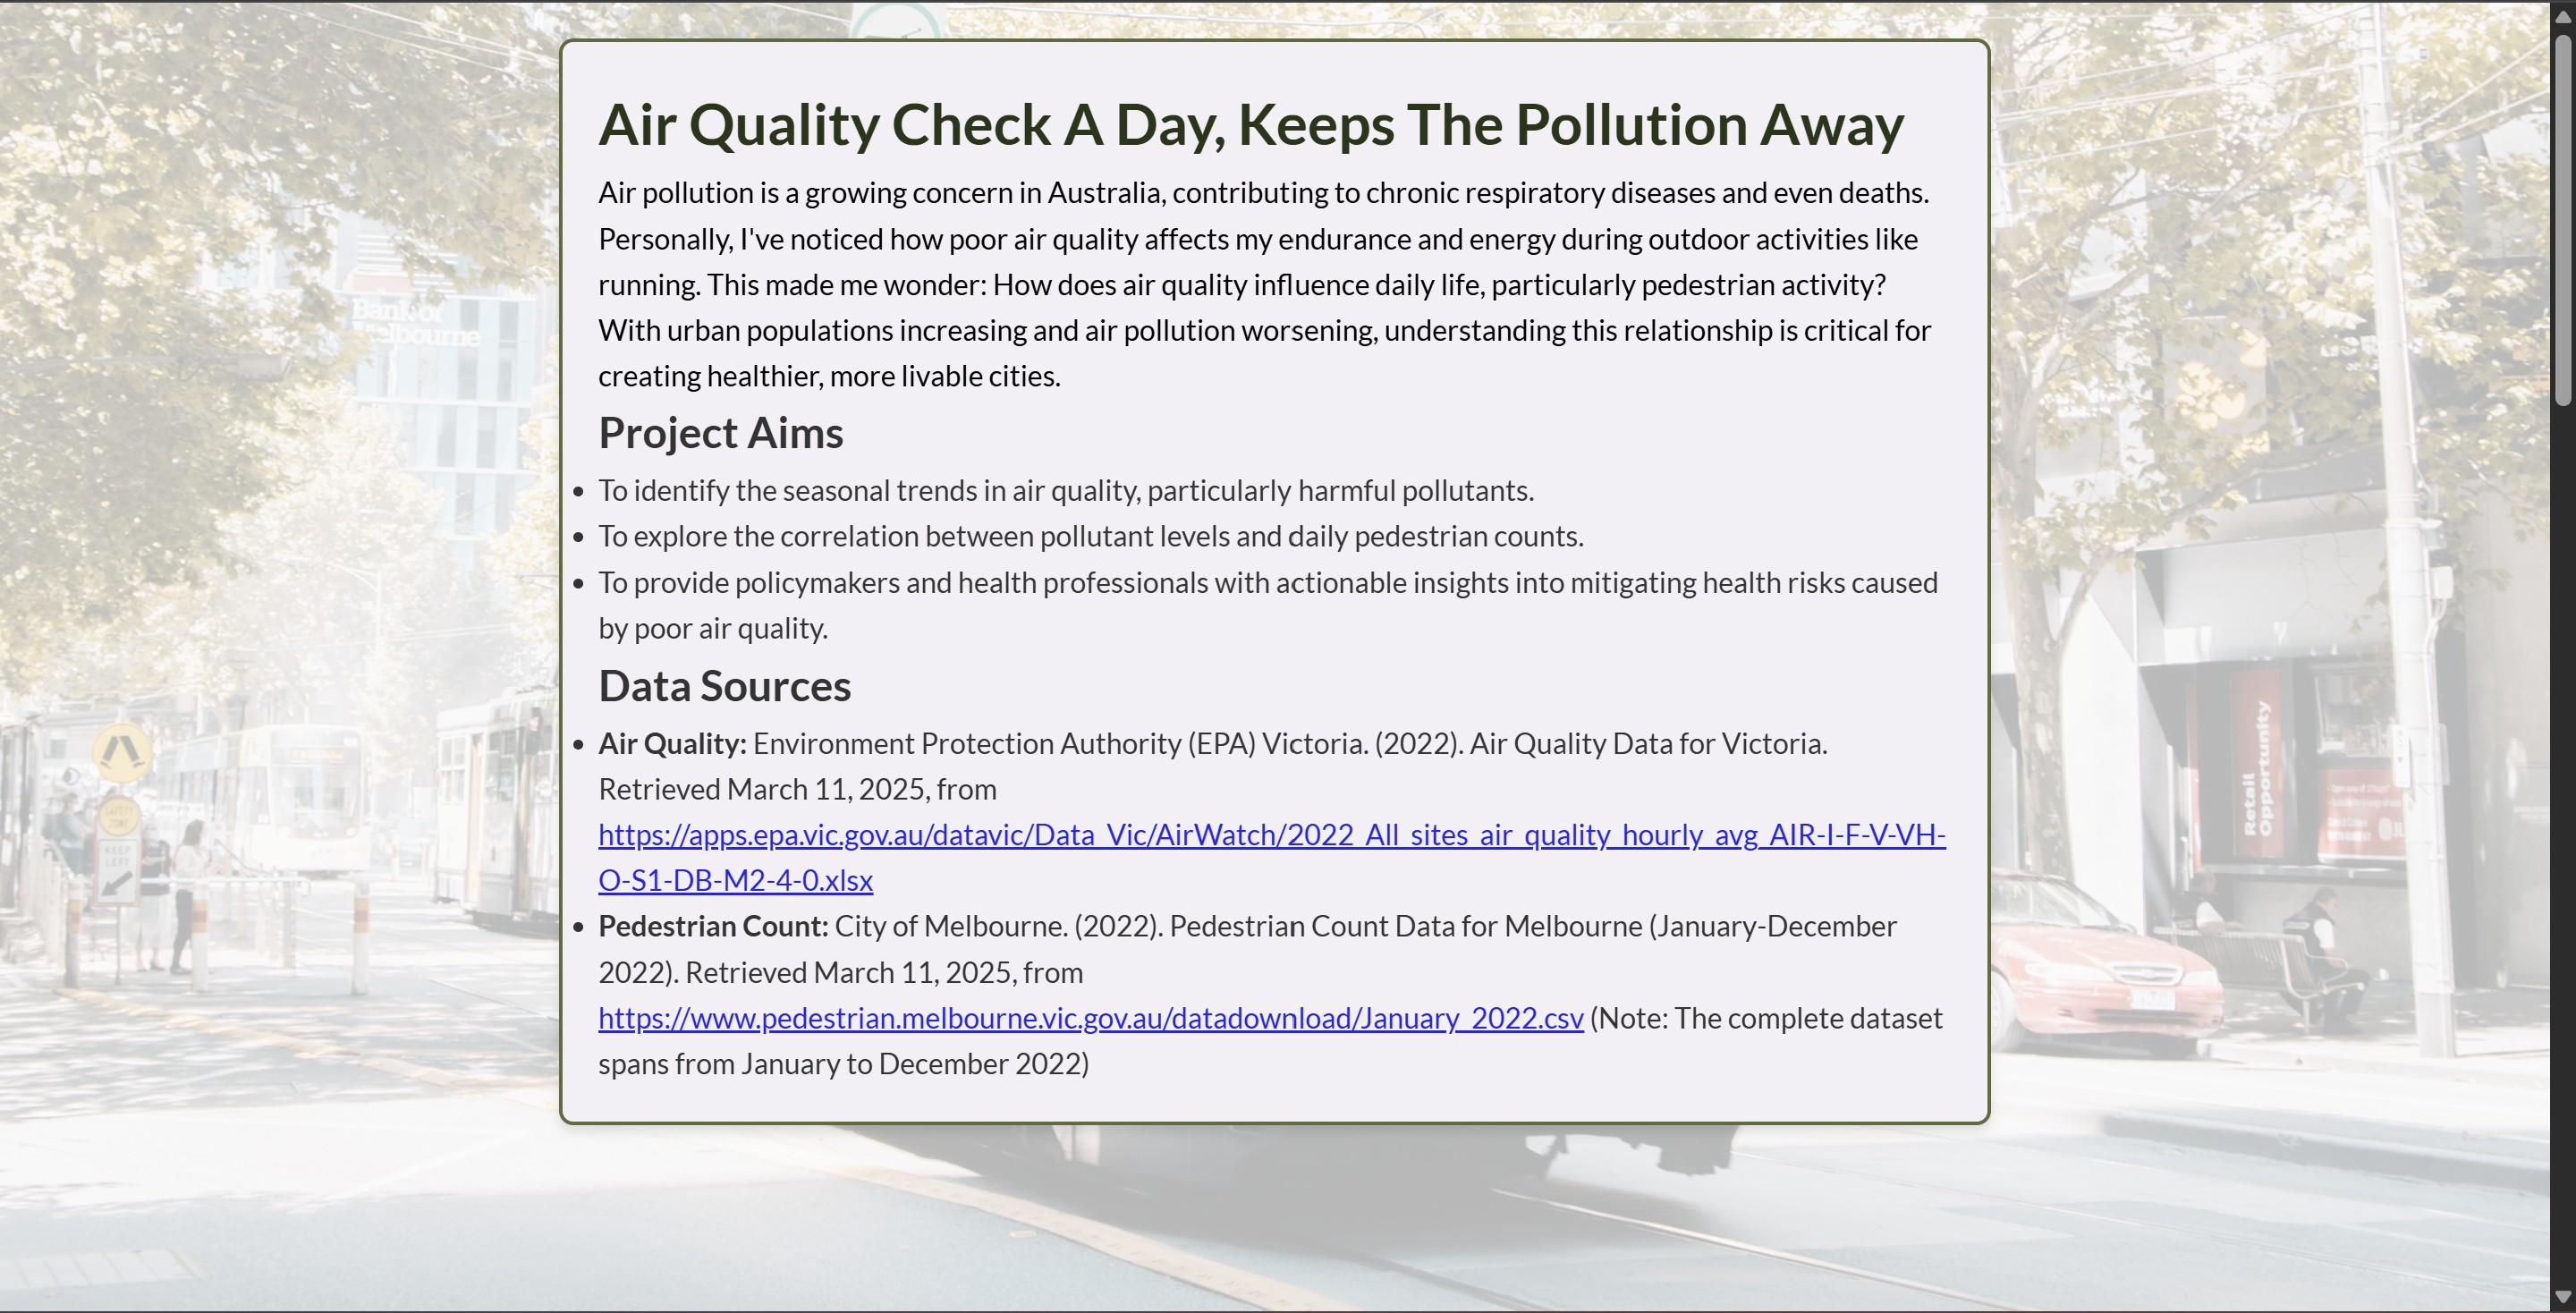 Air Quality Check A Day, Keeps The Pollution Away
Air pollution is a growing concern in Australia, contributing to chronic respiratory diseases and even deaths.
Personally, I've noticed how poor air quality affects my endurance and energy during outdoor activities like
running. This made me wonder: How does air quality influence daily life, particularly pedestrian activity?
With urban populations increasing and air pollution worsening, understanding this relationship is critical for
creating healthier, more livable cities.
Project Aims
• To identify the seasonal trends in air quality, particularly harmful pollutants.
• To explore the correlation between pollutant levels and daily pedestrian counts.
• To provide policymakers and health professionals with actionable insights into mitigating health risks caused
by poor air quality.
Data Sources
• Air Quality: Environment Protection Authority (EPA) Victoria. (2022). Air Quality Data for Victoria.
Retrieved March 11, 2025, from
https://apps.epa.vic.gov.au/datavic/Data_Vic/AirWatch/2022_All_sites_air_quality_hourly_avg_AIR-I-F-V-VH-
O-S1-DB-M2-4-0.xlsx
• Pedestrian Count: City of Melbourne. (2022). Pedestrian Count Data for Melbourne (January-December
2022). Retrieved March 11, 2025, from
https://www.pedestrian.melbourne.vic.gov.au/datadownload/January_2022.csv (Note: The complete dataset
spans from January to December 2022)
Bank of
Melbourne
SAFETY
ZONE
KEEP
LEFT
Retail
Opportunity